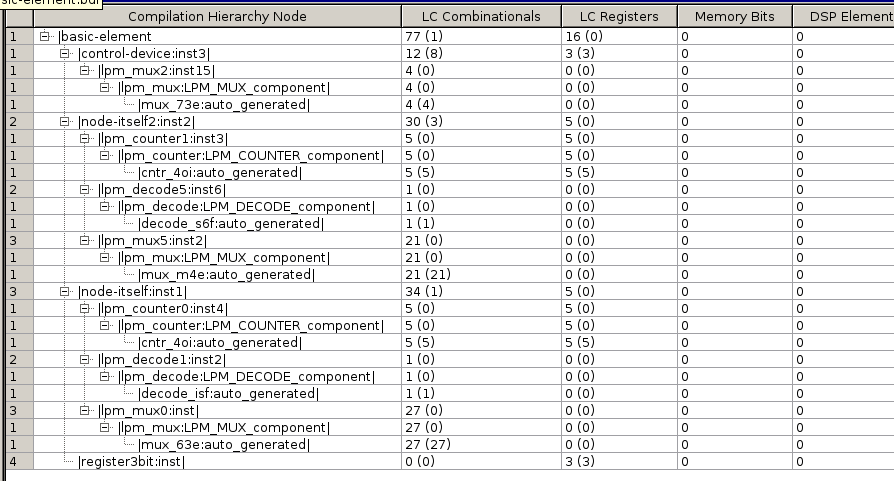 sic-element.bdf
Compilation Hierarchy Node LC Combinationals LC Registers Memory Bits DSP Element
1 |basic-element 77 (1) 16 (0) 0 0
1 |control-device:inst3| 12 (8) 3 (3) 0 0
1 |lpm_mux2:inst15| 4 (0) 0 (0) 0 0
1 |lpm_mux:LPM_MUX_component| 4 (0) 0 (0) 0 0
1 |mux_73e:auto_generated| 4 (4) 0 (0) 0 0
2 |node-itself2:inst2| 30 (3) 5 (0) 0 0
1 |lpm_counter1:inst3| 5 (0) 5 (0) 0 0
1 |lpm_counter:LPM_COUNTER_component| 5 (0) 5 (0) 0 0
1 |cntr_4oi:auto_generated| 5 (5) 5 (5) 0 0
2 |lpm_decode5:inst6| 1 (0) 0 (0) 0 0
1 |lpm_decode:LPM_DECODE_component| 1 (0) 0 (0) 0 0
1 |decode_s6f:auto_generated| 1 (1) 0 (0) 0 0
3 |lpm_mux5:inst2| 21 (0) 0 (0) 0 0
1 |lpm_mux:LPM_MUX_component| 21 (0) 0 (0) 0 0
1 |mux_m4e:auto_generated| 21 (21) 0 (0) 0 0
3 |node-itself:inst1| 34 (1) 5 (0) 0 0
1 |lpm_counter0:inst4| 5 (0) 5 (0) 0 0
1 |lpm_counter:LPM_COUNTER_component| 5 (0) 5 (0) 0 0
1 |cntr_4oi:auto_generated| 5 (5) 5 (5) 0 0
2 |lpm_decode1:inst2| 1 (0) 0 (0) 0 0
1 |lpm_decode:LPM_DECODE_component| 1 (0) 0 (0) 0 0
1 |decode_isf:auto_generated| 1 (1) 0 (0) 0 0
3 |lpm_mux0:inst| 27 (0) 0 (0) 0 0
1 |lpm_mux:LPM_MUX_component| 27 (0) 0 (0) 0 0
1 |mux_63e:auto_generated| 27 (27) 0 (0) 0 0
4 |register3bit:inst| 0 (0) 3 (3) 0 0